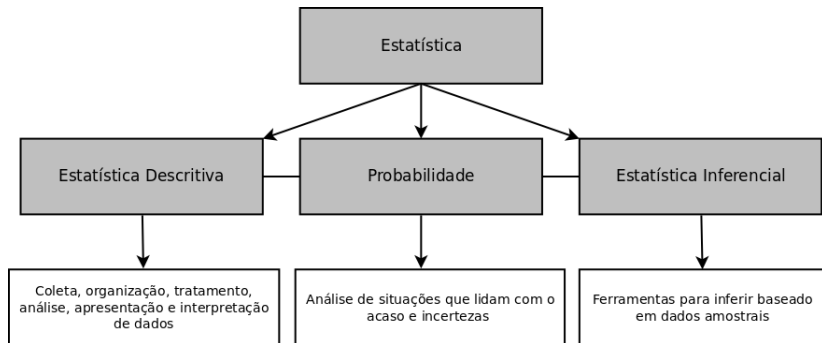 Estatística
Estatística Descritiva
Probabilidade
Estatística Inferencial
Coleta, organização, tratamento,
análise, apresentação e interpretação
de dados
Análise de situações que lidam com o
acaso e incertezas
Ferramentas para inferir baseado
em dados amostrais